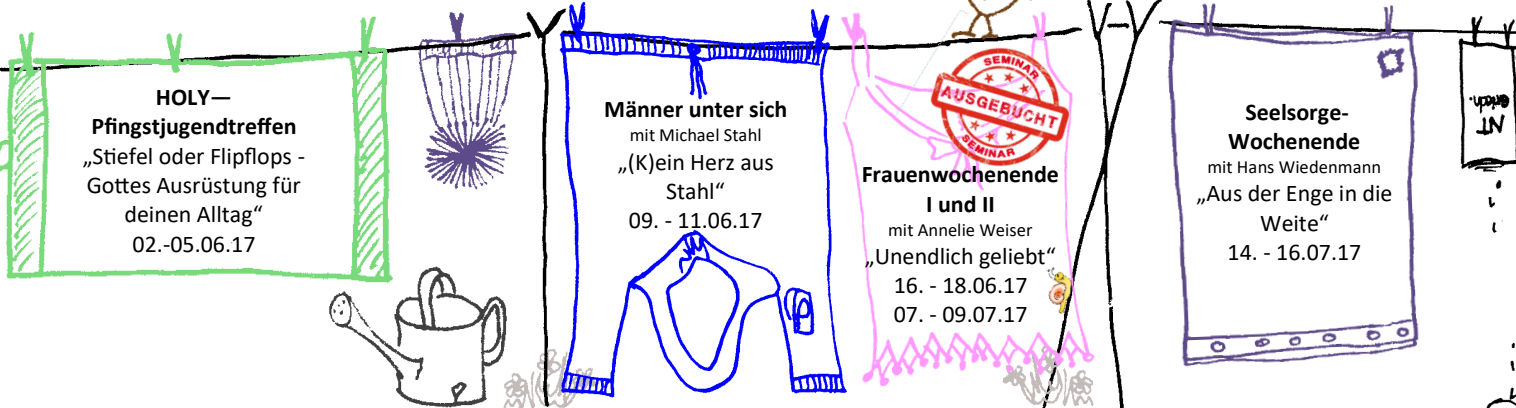 HOLY—
Pfingstjugendtreffen
„Stiefel oder Flipflops -
Gottes Ausrüstung für
deinen Alltag“
02.-05.06.17
Männer unter sich
mit Michael Stahl
„(K)ein Herz aus
Stahl“
09. - 11.06.17
SEMINAR
AUSGEBUCHT
SEMINAR
Frauenwochenende
I und II
mit Annelie Weiser
„Unendlich geliebt“
16. - 18.06.17
07. - 09.07.17
Seelsorge-
Wochenende
mit Hans Wiedenmann
„Aus der Enge in die
Weite“
14. - 16.07.17
NT